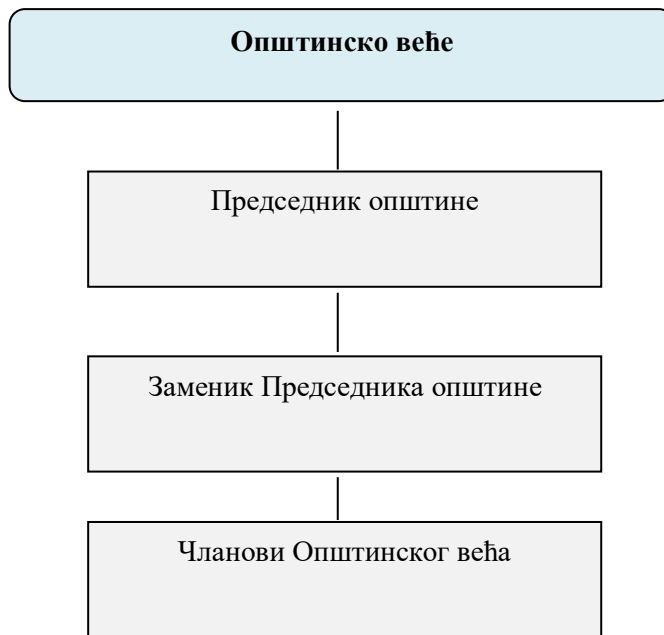 Општинско веће
Председник општине
Заменик Председника општине
Чланови Општинског већа